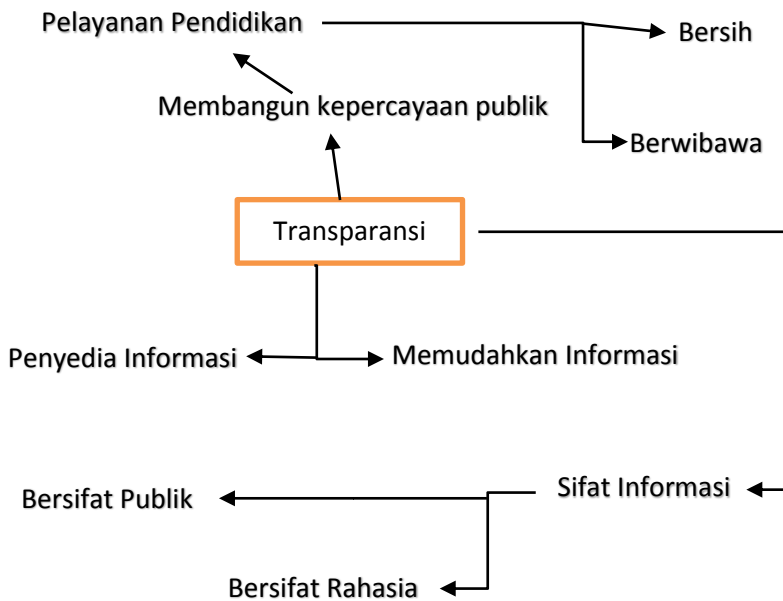 Pelayanan Pendidikan
Bersih
Membangun kepercayaan publik
Berwibawa
Transparansi
Penyedia Informasi
Memudahkan Informasi
Sifat Informasi
Bersifat Publik
Bersifat Rahasia